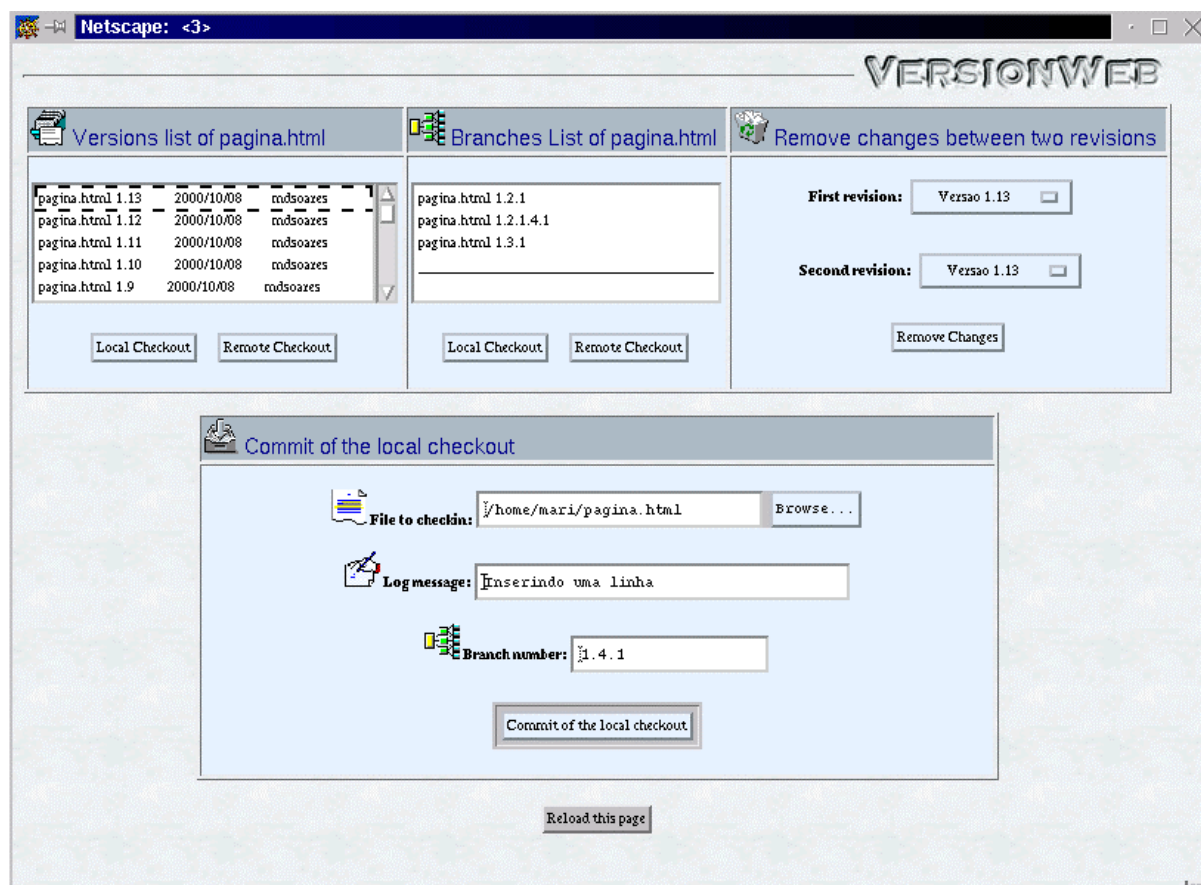 Netscape: <3>
VERSIONWEB
Versions list of pagina.html
pagina.html 1.13 2000/10/08 mdsoares
pagina.html 1.12 2000/10/08 mdsoares
pagina.html 1.11 2000/10/08 mdsoares
pagina.html 1.10 2000/10/08 mdsoares
pagina.html 1.9 2000/10/08 mdsoares
Local Checkout Remote Checkout
Branches List of pagina.html
pagina.html 1.2.1
pagina.html 1.2.1.4.1
pagina.html 1.3.1
Local Checkout Remote Checkout
Remove changes between two revisions
First revision: Versao 1.13
Second revision: Versao 1.13
Remove Changes
Commit of the local checkout
File to checkin: /home/mari/pagina.html Browse...
Log message: Inserindo uma linha
Branch number: 1.4.1
Commit of the local checkout
Reload this page